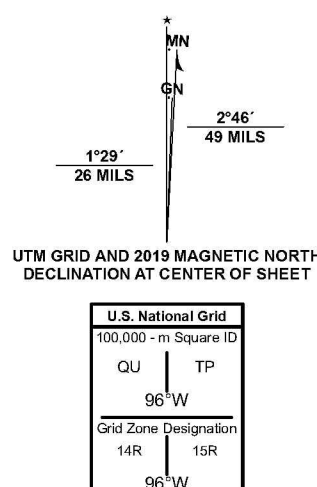 MN
GN
2°46´
49 MILS
1°29´
26 MILS
UTM GRID AND 2019 MAGNETIC NORTH
DECLINATION AT CENTER OF SHEET
U.S. National Grid
100,000 - m Square ID
QU TP
96°W
Grid Zone Designation
14R 15R
96°W